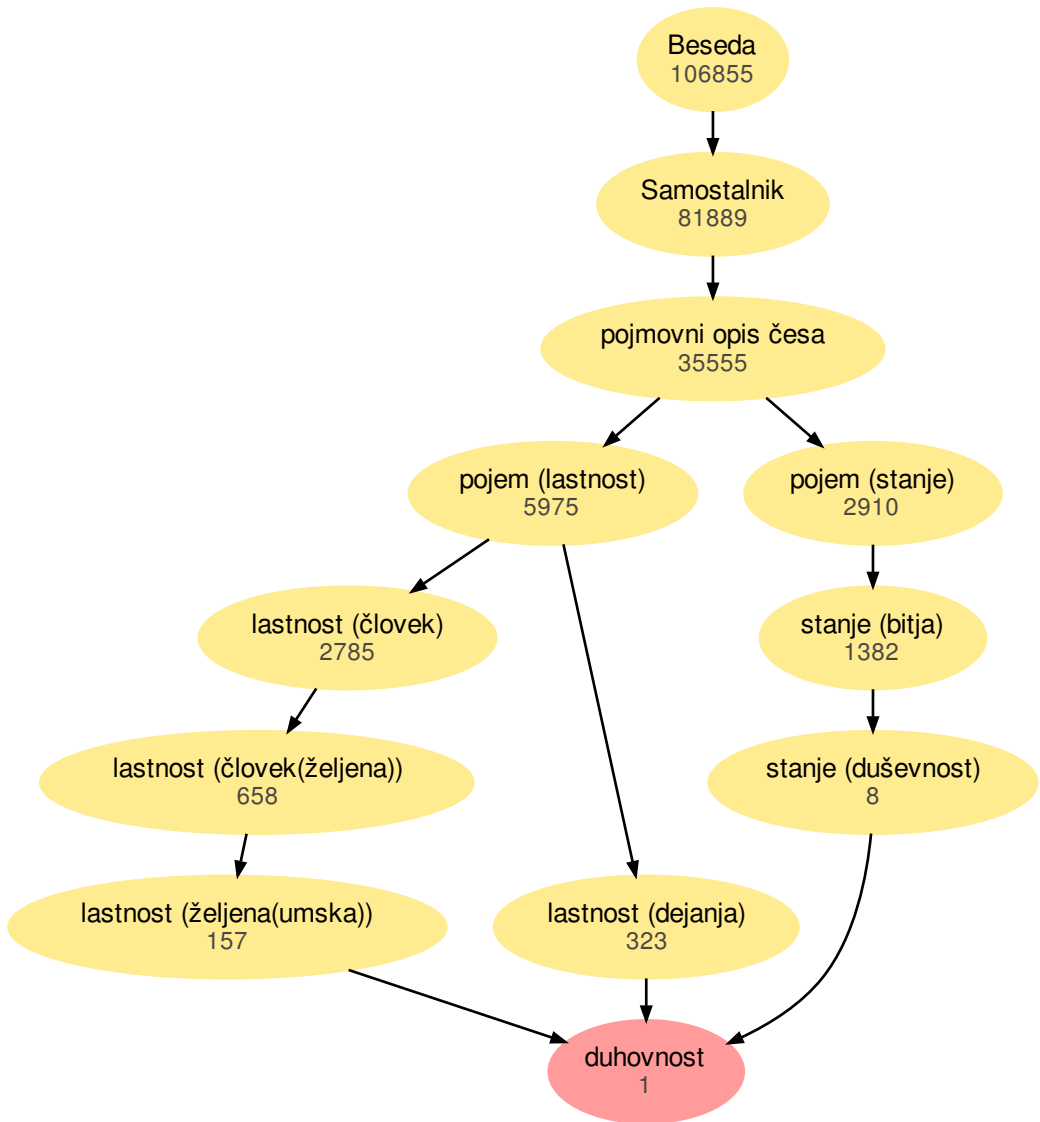 Beseda
106855
Samostalnik
81889
pojmovni opis česa
35555
pojem (lastnost)
5975
pojem (stanje)
2910
lastnost (človek)
2785
stanje (bitja)
1382
lastnost (človek(željena))
658
stanje (duševnost)
8
lastnost (željena(umska))
157
lastnost (dejanja)
323
duhovnost
1